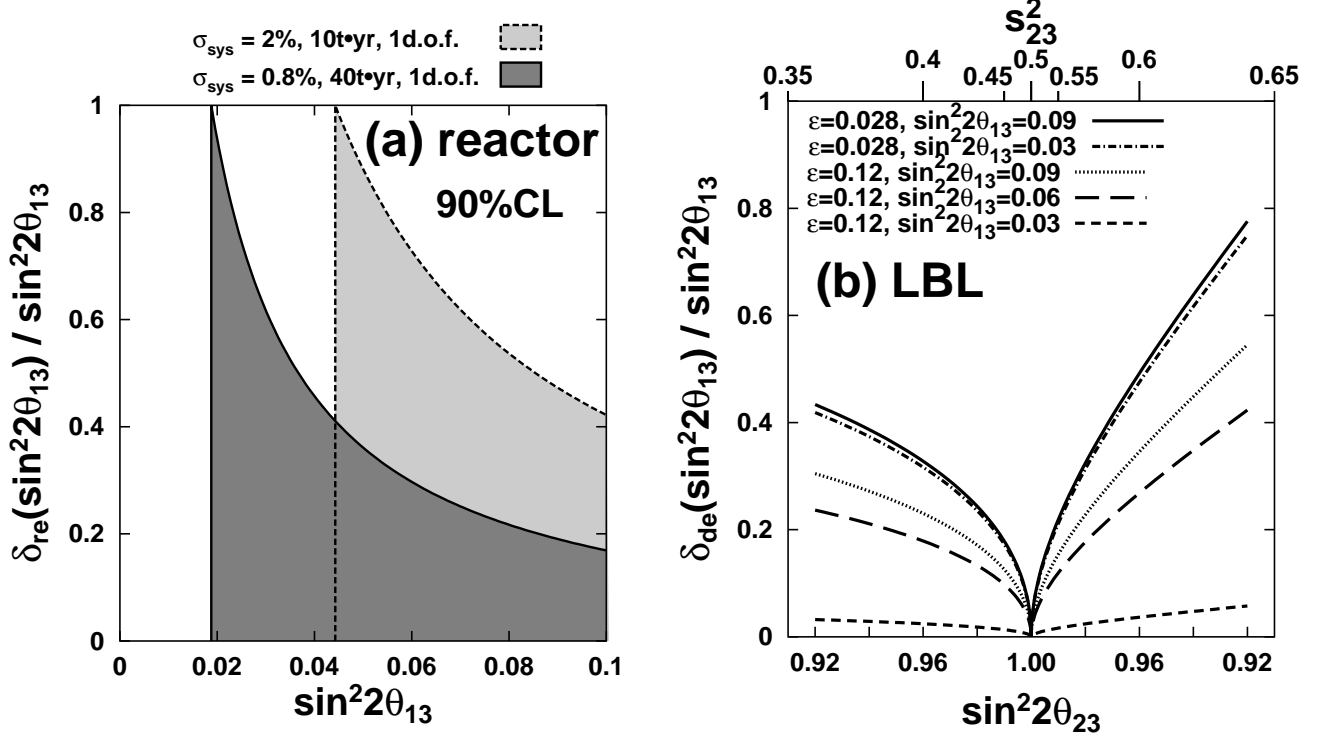 σsys = 2%, 10t•yr, 1d.o.f.
σsys = 0.8%, 40t•yr, 1d.o.f.
(a) reactor
90%CL
δre(sin²2θ13) / sin²2θ13
1
0.8
0.6
0.4
0.2
0
0 0.02 0.04 0.06 0.08 0.1
sin²2θ13
s²23
0.35 0.4 0.45 0.5 0.55 0.6 0.65
ε=0.028, sin²2θ13=0.09
ε=0.028, sin²2θ13=0.03
ε=0.12, sin²2θ13=0.09
ε=0.12, sin²2θ13=0.06
ε=0.12, sin²2θ13=0.03
(b) LBL
δde(sin²2θ13) / sin²2θ13
1
0.8
0.6
0.4
0.2
0
0.92 0.96 1.00 0.96 0.92
sin²2θ23